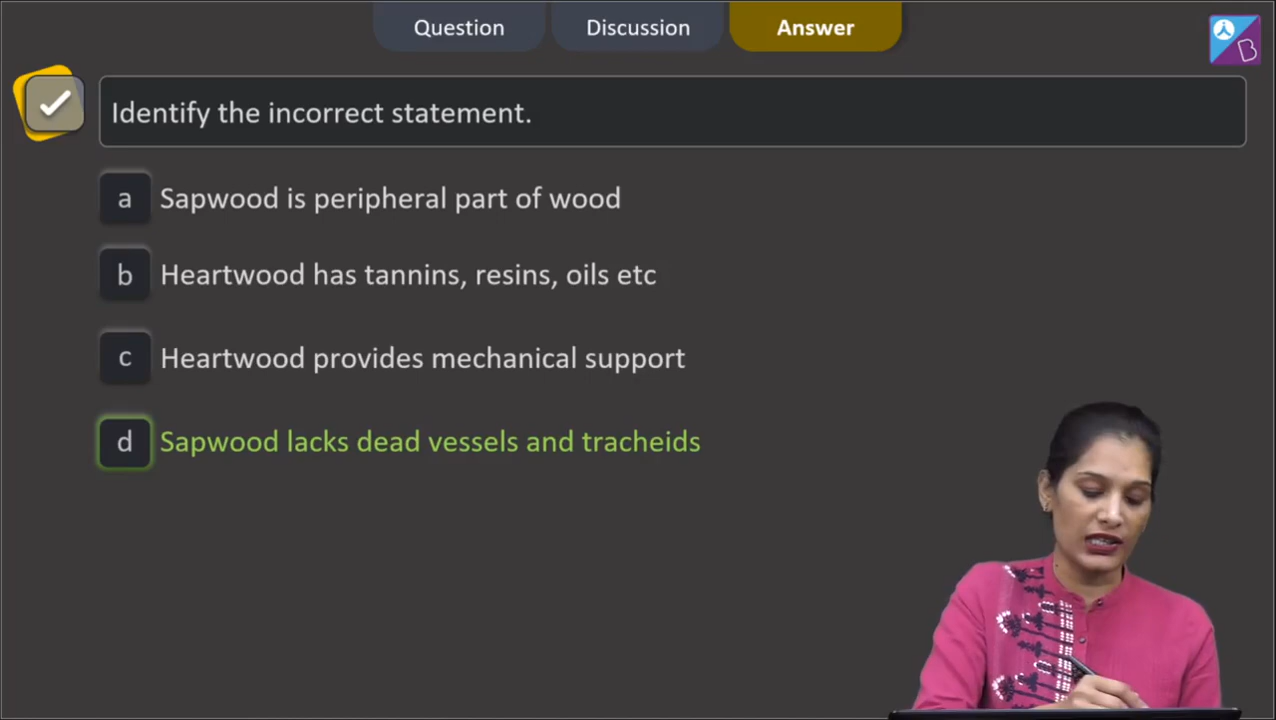 Question
Discussion
Answer
Identify the incorrect statement.
a Sapwood is peripheral part of wood
b Heartwood has tannins, resins, oils etc
c Heartwood provides mechanical support
d Sapwood lacks dead vessels and tracheids
B